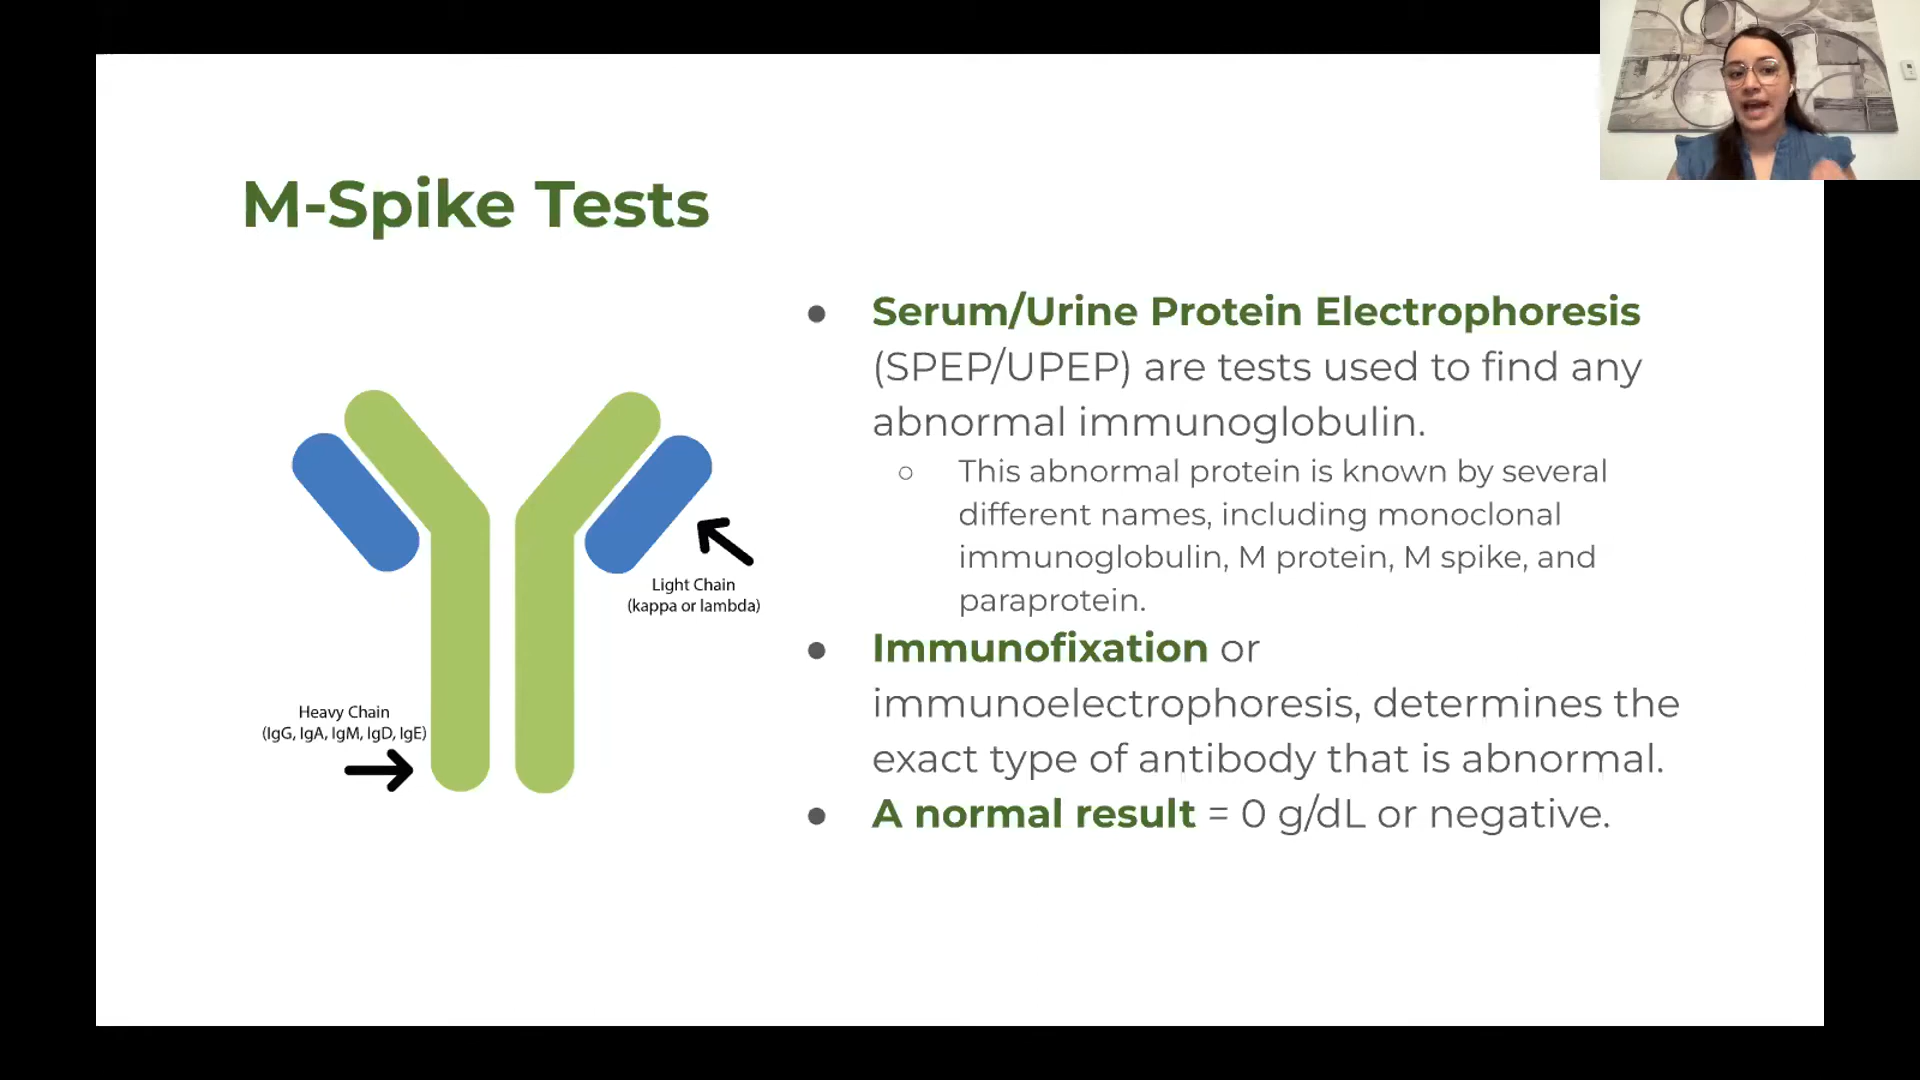 M-Spike Tests
● Serum/Urine Protein Electrophoresis
(SPEP/UPEP) are tests used to find any
abnormal immunoglobulin.
○ This abnormal protein is known by several
different names, including monoclonal
immunoglobulin, M protein, M spike, and
paraprotein.
● Immunofixation or
immunoelectrophoresis, determines the
exact type of antibody that is abnormal.
● A normal result = 0 g/dL or negative.
Light Chain
(kappa or lambda)
Heavy Chain
(IgG, IgA, IgM, IgD, IgE)